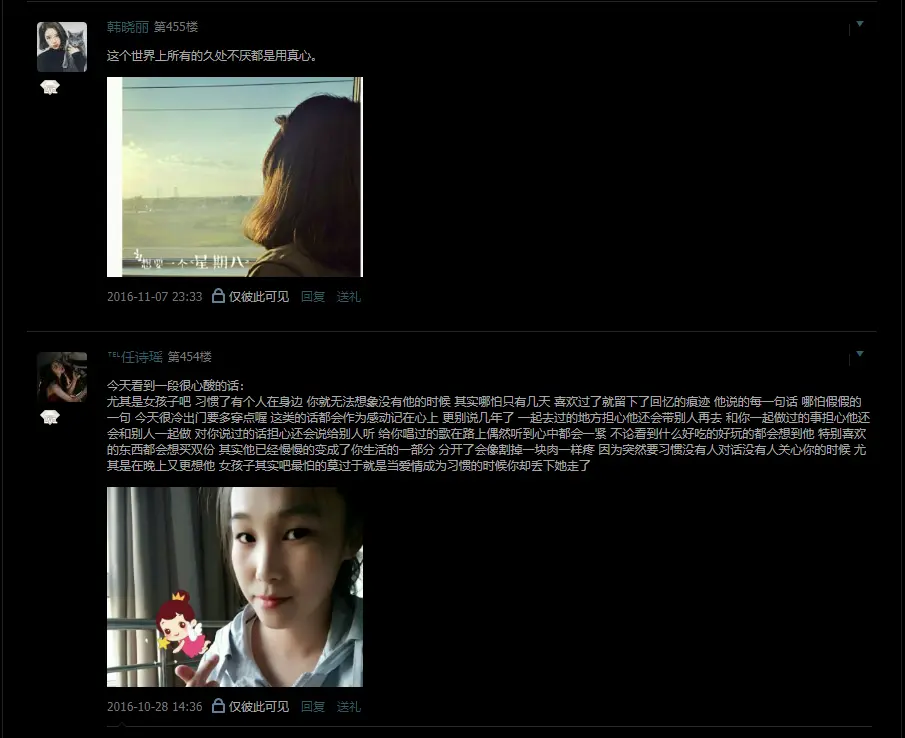 韩晓丽 第455楼
这个世界上所有的久处不厌都是用真心。
想要一个"星期八"
2016-11-07 23:33 仅彼此可见 回复 送礼
℡任诗瑶 第454楼
今天看到一段很心酸的话:
尤其是女孩子吧 习惯了有个人在身边 你就无法想象没有他的时候 其实哪怕只有几天 喜欢过了就留下了回忆的痕迹 他说的每一句话 哪怕假假的
一句 今天很冷出门要多穿点喔 这类的话都会作为感动记在心上 更别说几年了 一起去过的地方担心他还会带别人再去 和你一起做过的事担心他还
会和别人一起做 对你说过的话担心还会说给别人听 给你唱过的歌在路上偶然听到心中都会一紧 不论看到什么好吃的好玩的都会想到他 特别喜欢
的东西都会想买双份 其实他已经慢慢的变成了你生活的一部分 分开了会像割掉一块肉一样疼 因为突然要习惯没有人对话没有人关心你的时候 尤
其是在晚上又更想他 女孩子其实吧最怕的莫过于就是当爱情成为习惯的时候你却丢下她走了
2016-10-28 14:36 仅彼此可见 回复 送礼